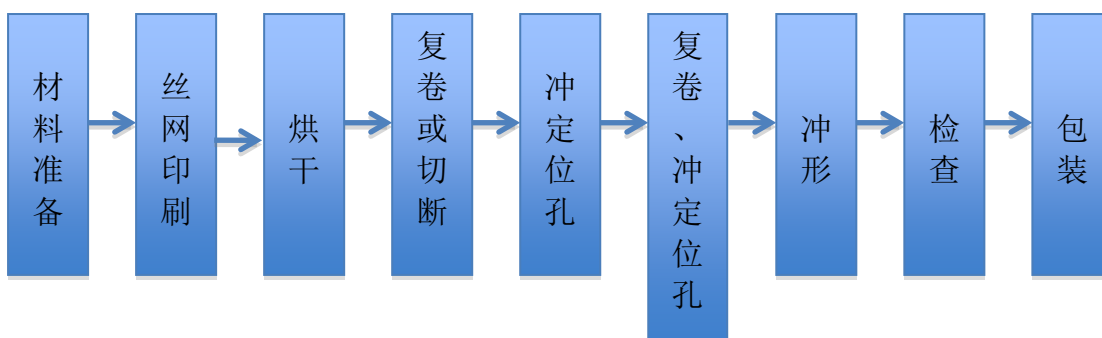 材料准备
丝网印刷
烘干
复卷或切断
冲定位孔
复卷、冲定位孔
冲形
检查
包装